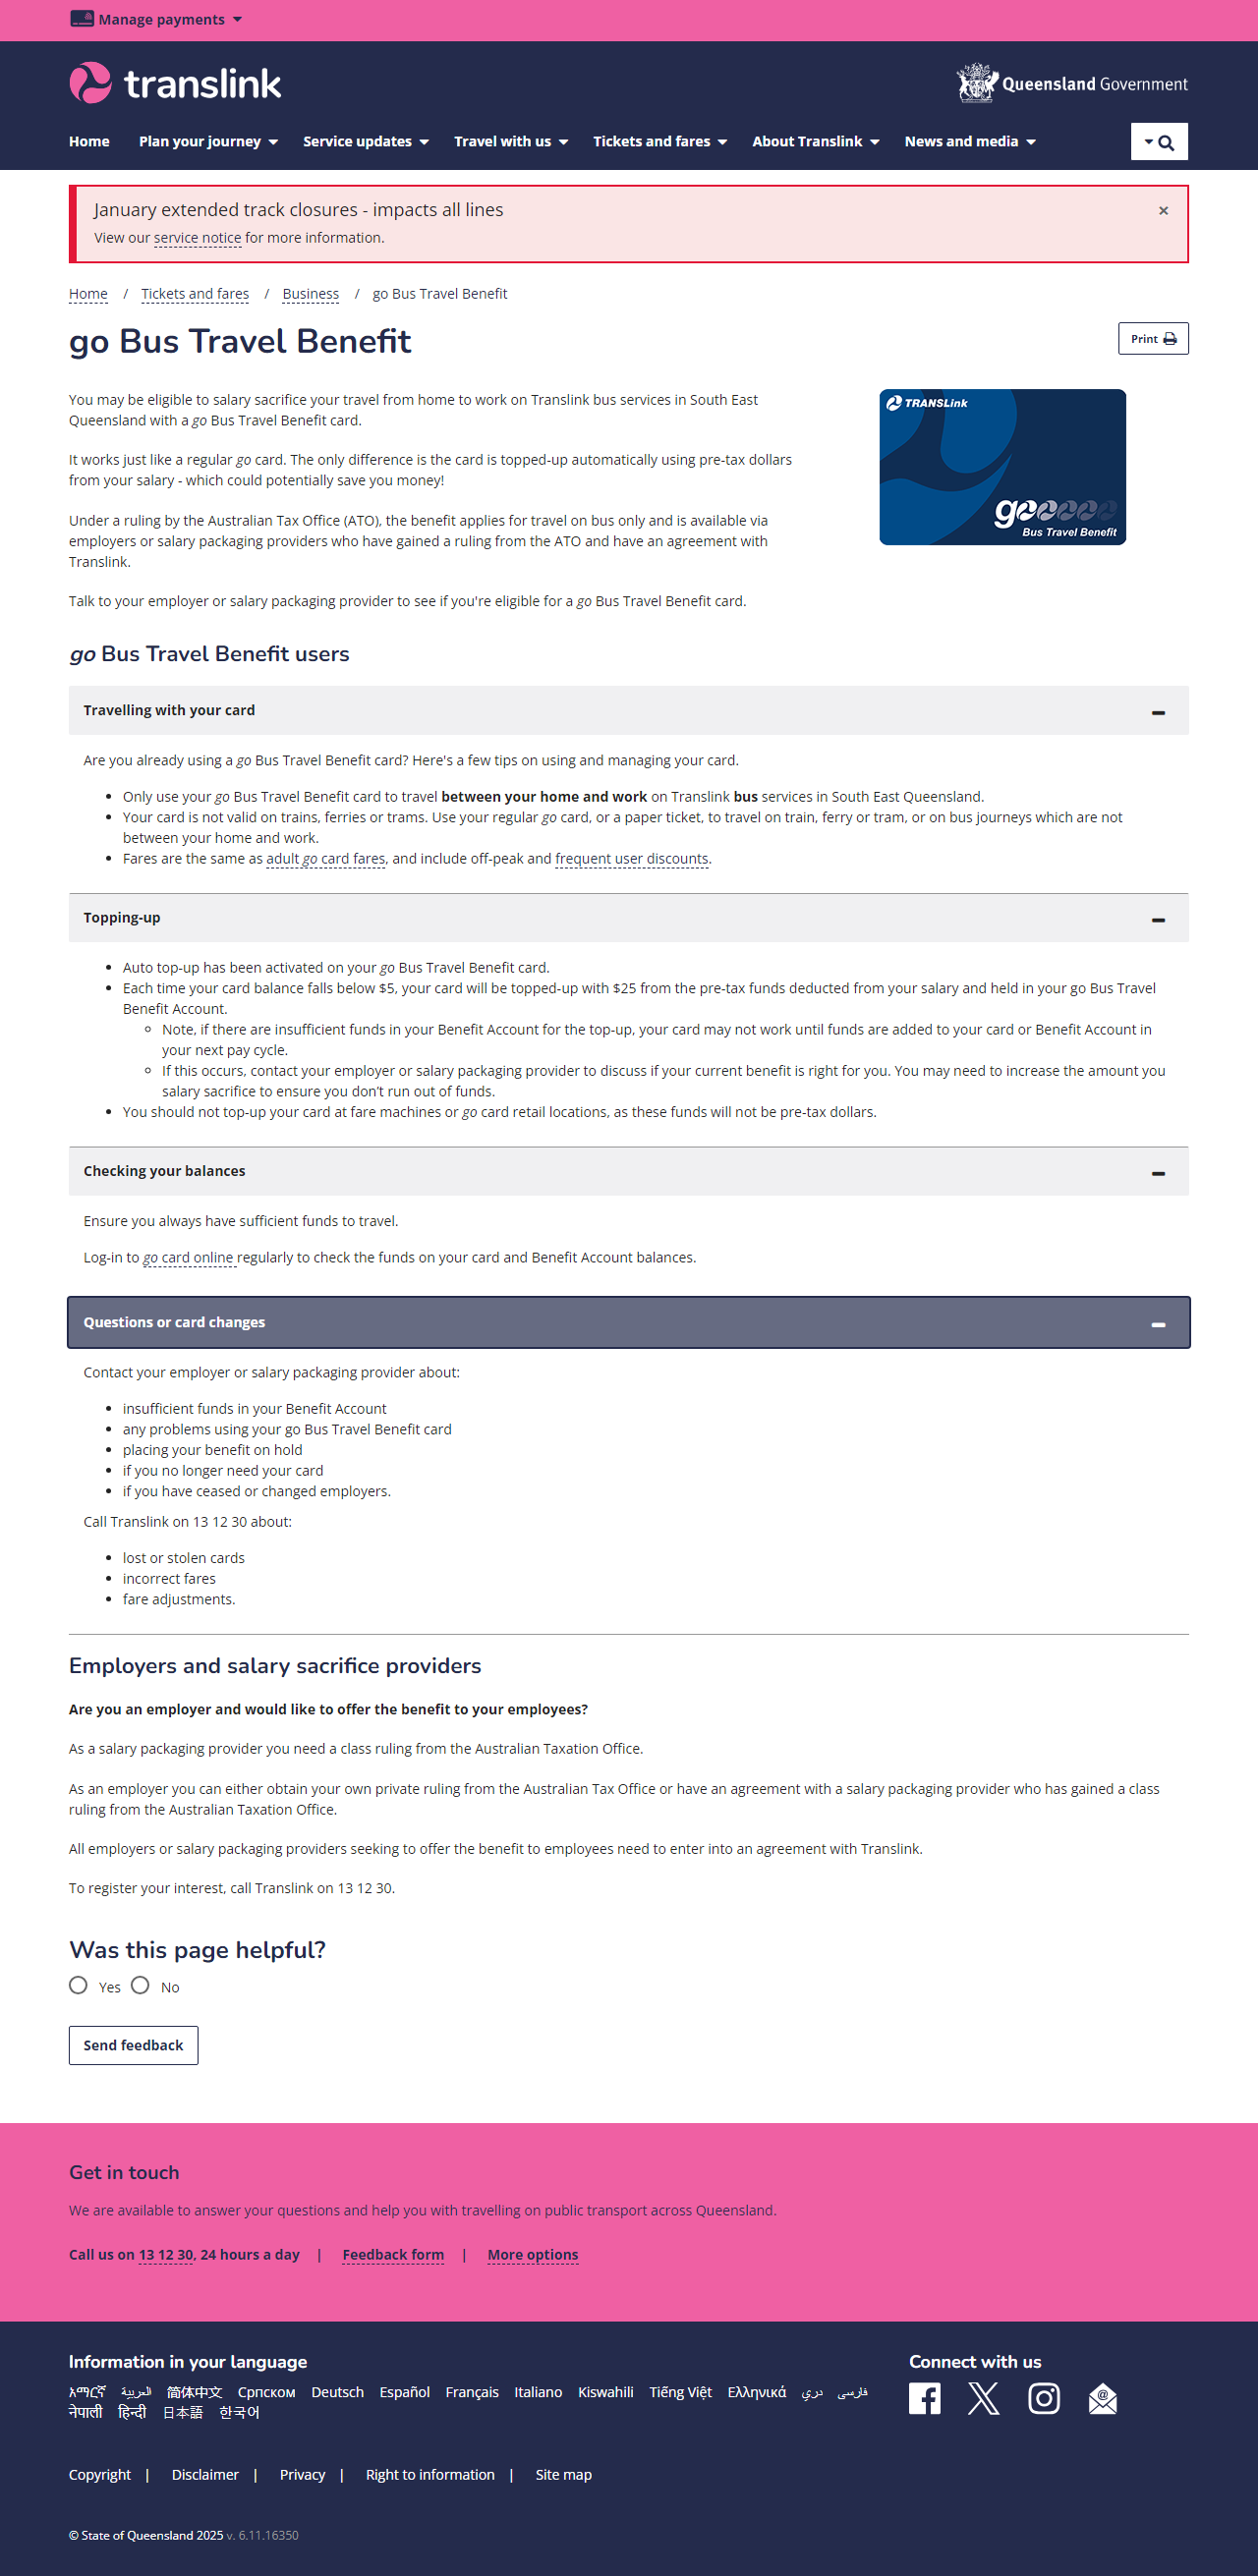 Manage payments
translink
Queensland Government
Home Plan your journey Service updates Travel with us Tickets and fares About Translink News and media
January extended track closures - impacts all lines
×
View our service notice for more information.
Home / Tickets and fares / Business / go Bus Travel Benefit
go Bus Travel Benefit
Print
You may be eligible to salary sacrifice your travel from home to work on Translink bus services in South East
Queensland with a go Bus Travel Benefit card.
It works just like a regular go card. The only difference is the card is topped-up automatically using pre-tax dollars
from your salary - which could potentially save you money!
Under a ruling by the Australian Tax Office (ATO), the benefit applies for travel on bus only and is available via
employers or salary packaging providers who have gained a ruling from the ATO and have an agreement with
Translink.
Talk to your employer or salary packaging provider to see if you're eligible for a go Bus Travel Benefit card.
TRANSLink
go
Bus Travel Benefit
go Bus Travel Benefit users
Travelling with your card
Are you already using a go Bus Travel Benefit card? Here's a few tips on using and managing your card.
• Only use your go Bus Travel Benefit card to travel between your home and work on Translink bus services in South East Queensland.
• Your card is not valid on trains, ferries or trams. Use your regular go card, or a paper ticket, to travel on train, ferry or tram, or on bus journeys which are not
between your home and work.
• Fares are the same as adult go card fares, and include off-peak and frequent user discounts.
Topping-up
• Auto top-up has been activated on your go Bus Travel Benefit card.
• Each time your card balance falls below $5, your card will be topped-up with $25 from the pre-tax funds deducted from your salary and held in your go Bus Travel
Benefit Account.
◦ Note, if there are insufficient funds in your Benefit Account for the top-up, your card may not work until funds are added to your card or Benefit Account in
your next pay cycle.
◦ If this occurs, contact your employer or salary packaging provider to discuss if your current benefit is right for you. You may need to increase the amount you
salary sacrifice to ensure you don’t run out of funds.
• You should not top-up your card at fare machines or go card retail locations, as these funds will not be pre-tax dollars.
Checking your balances
Ensure you always have sufficient funds to travel.
Log-in to go card online regularly to check the funds on your card and Benefit Account balances.
Questions or card changes
Contact your employer or salary packaging provider about:
• insufficient funds in your Benefit Account
• any problems using your go Bus Travel Benefit card
• placing your benefit on hold
• if you no longer need your card
• if you have ceased or changed employers.
Call Translink on 13 12 30 about:
• lost or stolen cards
• incorrect fares
• fare adjustments.
Employers and salary sacrifice providers
Are you an employer and would like to offer the benefit to your employees?
As a salary packaging provider you need a class ruling from the Australian Taxation Office.
As an employer you can either obtain your own private ruling from the Australian Tax Office or have an agreement with a salary packaging provider who has gained a class
ruling from the Australian Taxation Office.
All employers or salary packaging providers seeking to offer the benefit to employees need to enter into an agreement with Translink.
To register your interest, call Translink on 13 12 30.
Was this page helpful?
Yes No
Send feedback
Get in touch
We are available to answer your questions and help you with travelling on public transport across Queensland.
Call us on 13 12 30, 24 hours a day | Feedback form | More options
Information in your language
አማርኛ العربية 简体中文 Српском Deutsch Español Français Italiano Kiswahili Tiếng Việt Ελληνικά دري فارسی
नेपाली हिन्दी 日本語 한국어
Connect with us
Copyright | Disclaimer | Privacy | Right to information | Site map
© State of Queensland 2025 v. 6.11.16350